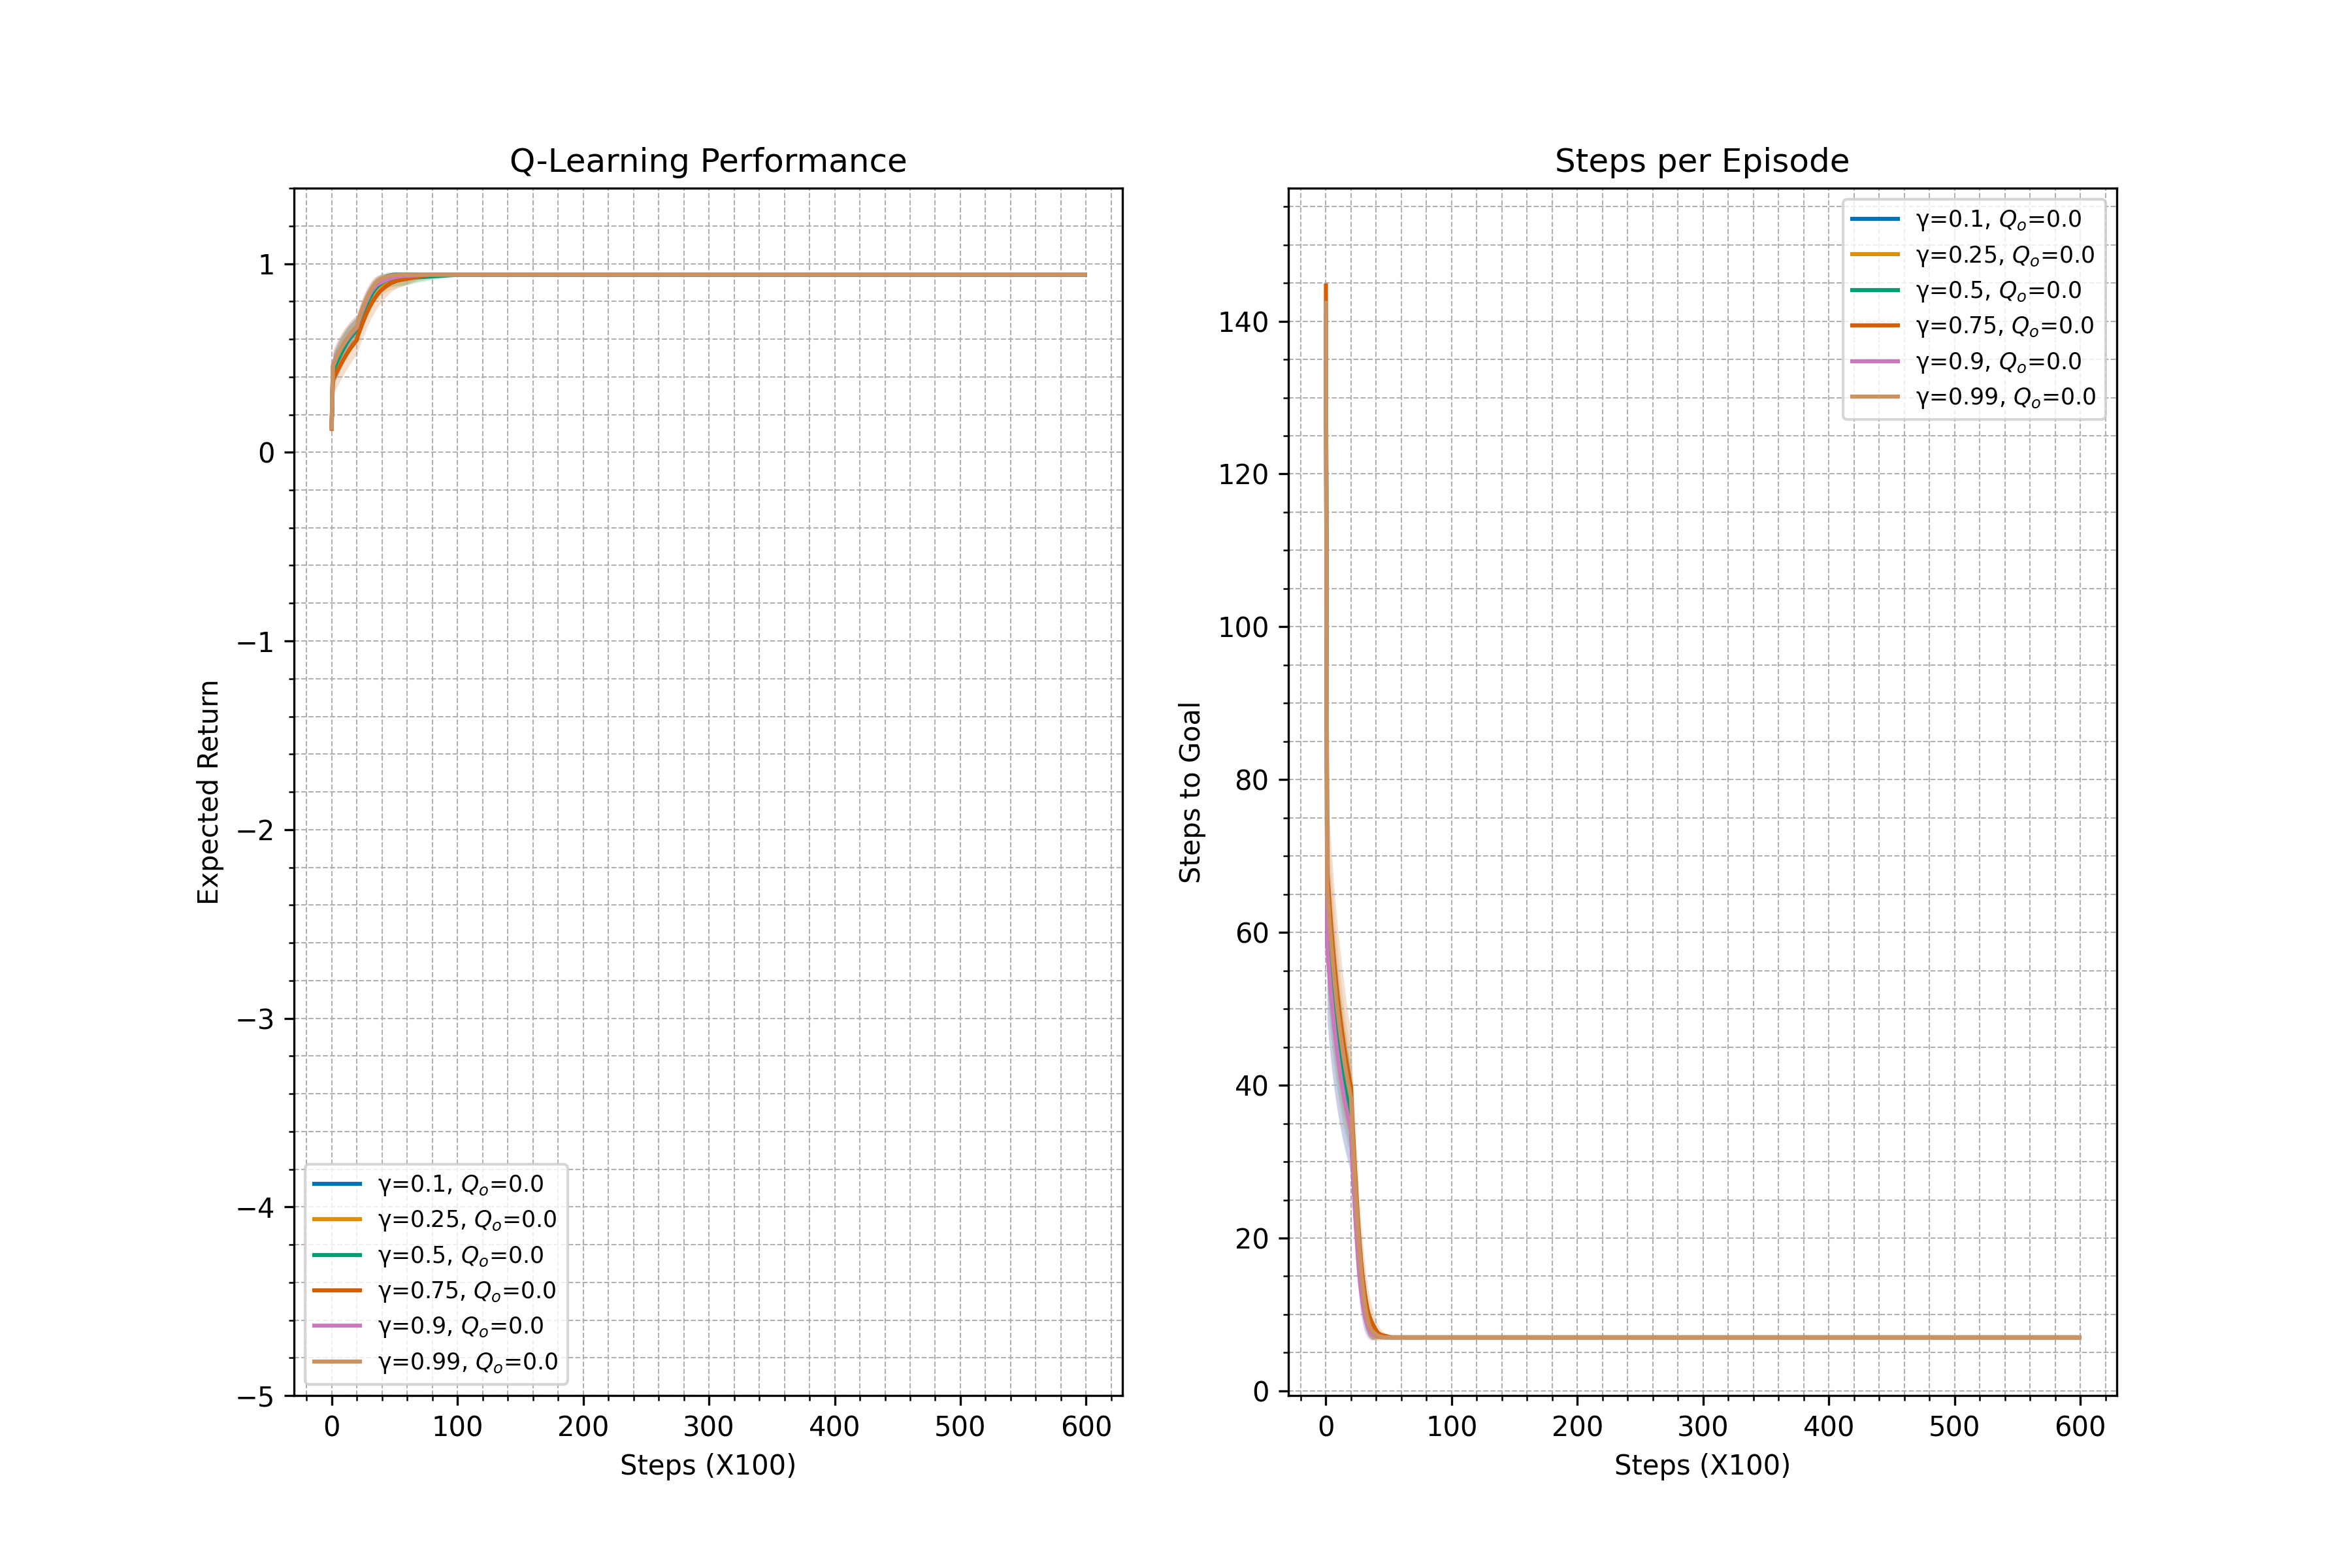 Q-Learning Performance
Expected Return
1
0
−1
−2
−3
−4
−5
γ=0.1, Qo=0.0
γ=0.25, Qo=0.0
γ=0.5, Qo=0.0
γ=0.75, Qo=0.0
γ=0.9, Qo=0.0
γ=0.99, Qo=0.0
0 100 200 300 400 500 600
Steps (X100)
Steps per Episode
Steps to Goal
140
120
100
80
60
40
20
0
γ=0.1, Qo=0.0
γ=0.25, Qo=0.0
γ=0.5, Qo=0.0
γ=0.75, Qo=0.0
γ=0.9, Qo=0.0
γ=0.99, Qo=0.0
0 100 200 300 400 500 600
Steps (X100)